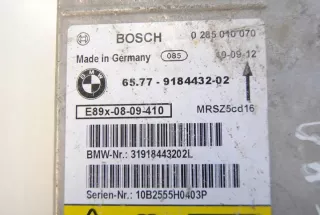 BOSCH 0 285 010 070
Made in Germany 085 10-09-12
BMW 65.77 - 9184432-02
E89x-08-09-410 MRSZ5cd16
BMW-Nr.: 31918443202L
Serien-Nr.: 10B2555H0403P